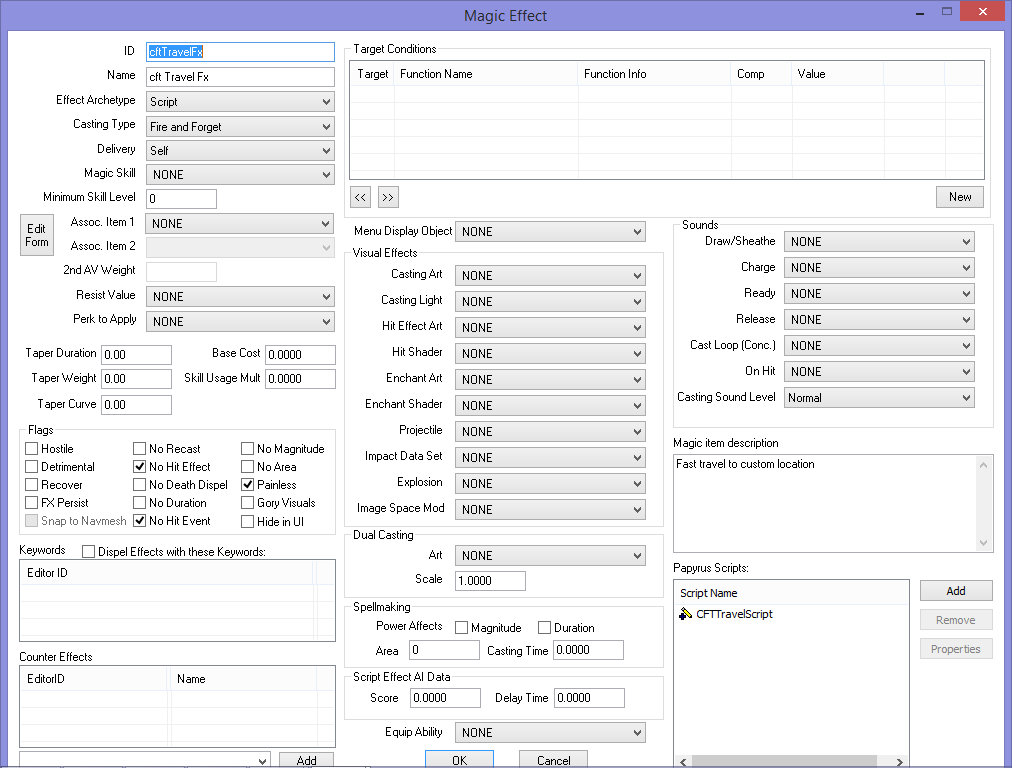 Magic Effect
ID cftTravelFx
Name cft Travel Fx
Effect Archetype Script
Casting Type Fire and Forget
Delivery Self
Magic Skill NONE
Minimum Skill Level 0
Edit Form
Assoc. Item 1 NONE
Assoc. Item 2
2nd AV Weight
Resist Value NONE
Perk to Apply NONE
Taper Duration 0.00 Base Cost 0.0000
Taper Weight 0.00 Skill Usage Mult 0.0000
Taper Curve 0.00
Flags
Hostile No Recast No Magnitude
Detrimental No Hit Effect No Area
Recover No Death Dispel Painless
FX Persist No Duration Gory Visuals
Snap to Navmesh No Hit Event Hide in UI
Keywords Dispel Effects with these Keywords:
Editor ID
Counter Effects
EditorID Name
Add
Target Conditions
Target Function Name Function Info Comp Value
<< >> New
Menu Display Object NONE
Visual Effects
Casting Art NONE
Casting Light NONE
Hit Effect Art NONE
Hit Shader NONE
Enchant Art NONE
Enchant Shader NONE
Projectile NONE
Impact Data Set NONE
Explosion NONE
Image Space Mod NONE
Dual Casting
Art NONE
Scale 1.0000
Spellmaking
Power Affects Magnitude Duration
Area 0 Casting Time 0.0000
Script Effect AI Data
Score 0.0000 Delay Time 0.0000
Equip Ability NONE
OK Cancel
Sounds
Draw/Sheathe NONE
Charge NONE
Ready NONE
Release NONE
Cast Loop (Conc.) NONE
On Hit NONE
Casting Sound Level Normal
Magic item description
Fast travel to custom location
Papyrus Scripts:
Script Name
CFTTravelScript
Add
Remove
Properties